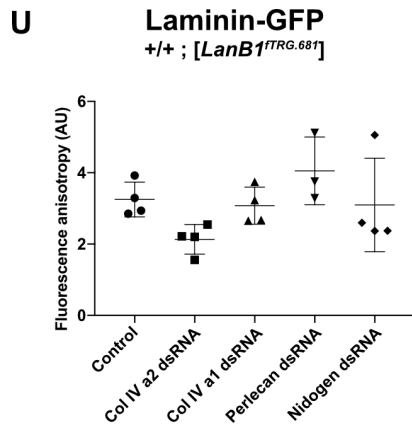 U
Laminin-GFP
+/+ ; [LanB1fTRG.681]
Fluorescence anisotropy (AU)
6
4
2
0
Control
Col IV a2 dsRNA
Col IV a1 dsRNA
Perlecan dsRNA
Nidogen dsRNA